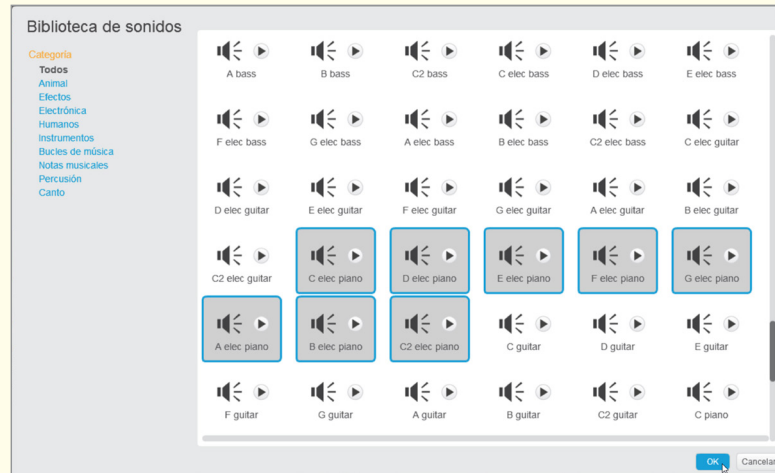 Biblioteca de sonidos
Categoría
Todos
Animal
Efectos
Electrónica
Humanos
Instrumentos
Bucles de música
Notas musicales
Percusión
Canto
A bass B bass C2 bass C elec bass D elec bass E elec bass
F elec bass G elec bass A elec bass B elec bass C2 elec bass C elec guitar
D elec guitar E elec guitar F elec guitar G elec guitar A elec guitar B elec guitar
C2 elec guitar C elec piano D elec piano E elec piano F elec piano G elec piano
A elec piano B elec piano C2 elec piano C guitar D guitar E guitar
F guitar G guitar A guitar B guitar C2 guitar C piano
OK Cancelar